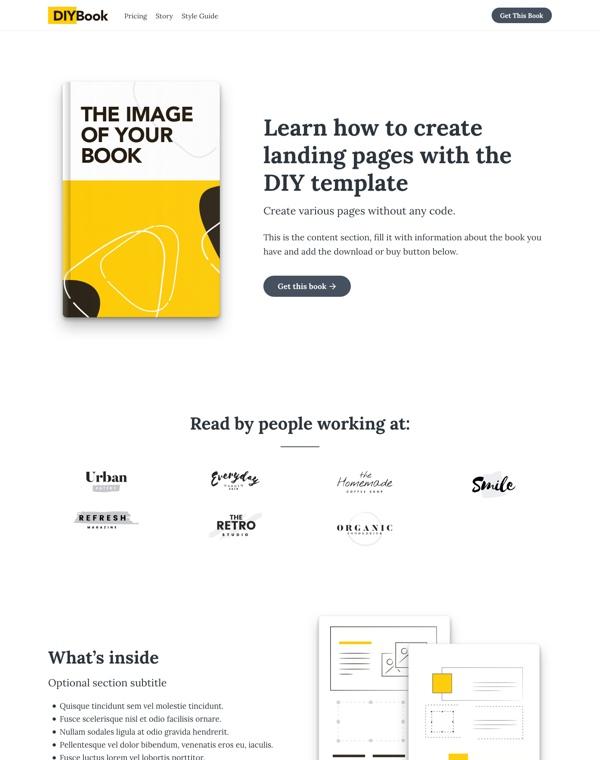 DIYBook
Pricing Story Style Guide
Get This Book
THE IMAGE
OF YOUR
BOOK
Learn how to create
landing pages with the
DIY template
Create various pages without any code.
This is the content section, fill it with information about the book you
have and add the download or buy button below.
Get this book →
Read by people working at:
Urban
Everyday
the
Homemade
COFFEE SHOP
Smile
REFRESH
MAGAZINE
THE
RETRO
STUDIO
ORGANIC
What's inside
Optional section subtitle
Quisque tincidunt sem vel molestie tincidunt.
Fusce scelerisque nisl et odio facilisis ornare.
Nullam sodales ligula at odio gravida hendrerit.
Pellentesque vel dolor bibendum, venenatis eros eu, iaculis.
Fusce luctus lorem vel lobortis porttitor.